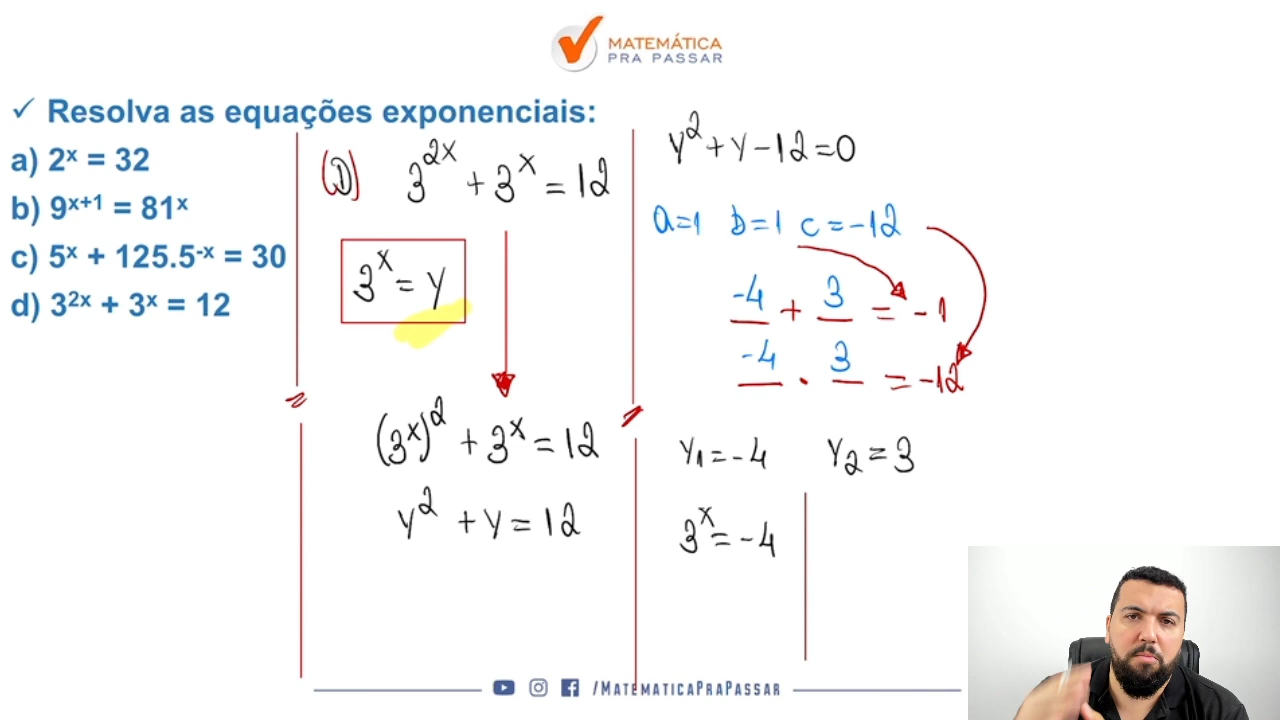 MATEMÁTICA
PRA PASSAR
✓ Resolva as equações exponenciais:
a) 2ˣ = 32
b) 9ˣ⁺¹ = 81ˣ
c) 5ˣ + 125.5⁻ˣ = 30
d) 3²ˣ + 3ˣ = 12
(D) 3²ˣ + 3ˣ = 12
3ˣ = y
(3ˣ)² + 3ˣ = 12
y² + y = 12
y² + y - 12 = 0
a = 1 b = 1 c = -12
-4 + 3 = -1
-4 . 3 = -12
y₁ = -4 y₂ = 3
3ˣ = -4
/MATEMATICAPRAPASSAR